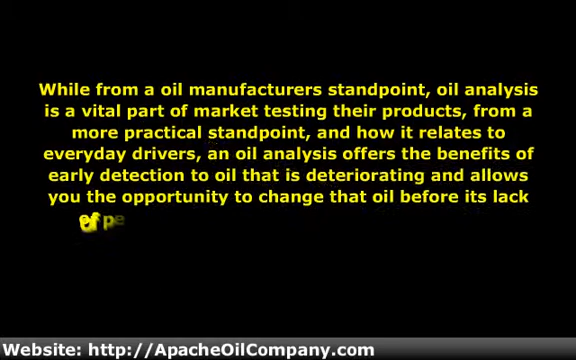 While from a oil manufacturers standpoint, oil analysis
is a vital part of market testing their products, from a
more practical standpoint, and how it relates to
everyday drivers, an oil analysis offers the benefits of
early detection to oil that is deteriorating and allows
you the opportunity to change that oil before its lack
of pe
Website: http://ApacheOilCompany.com